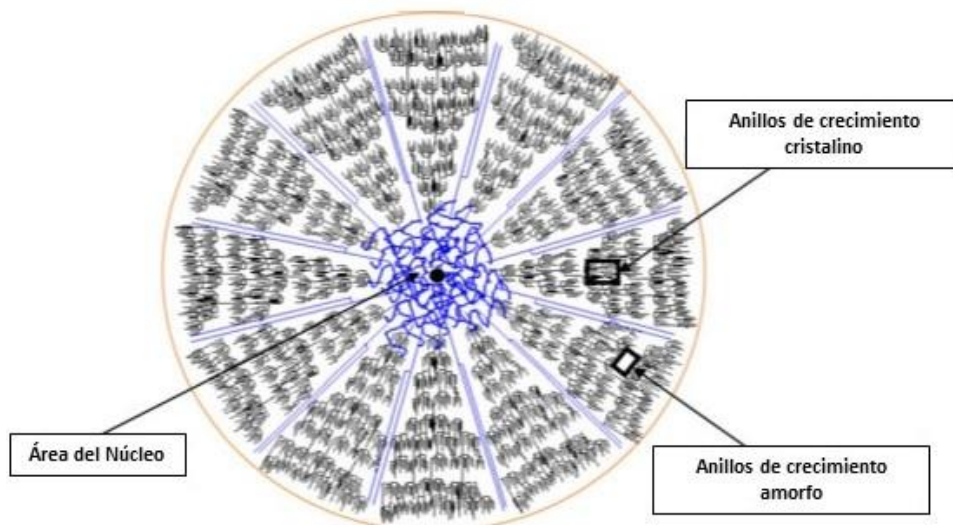 Anillos de crecimiento
cristalino
Área del Núcleo
Anillos de crecimiento
amorfo